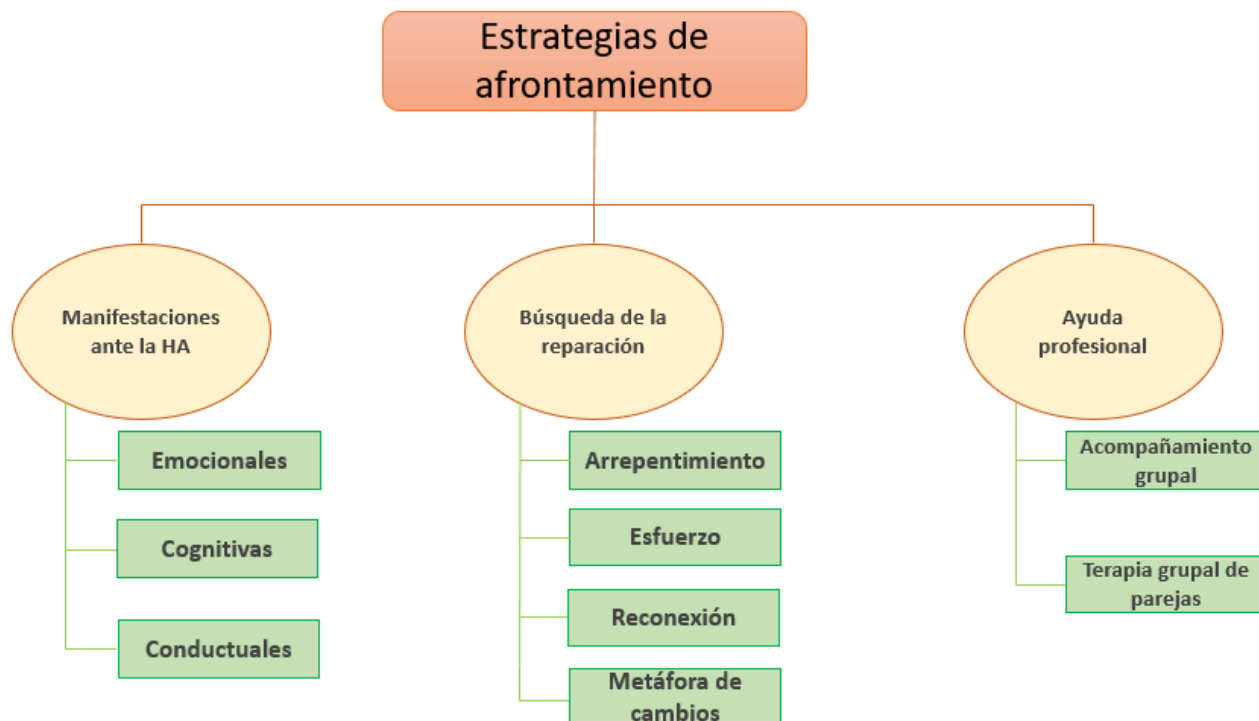 Estrategias de
afrontamiento
Manifestaciones
ante la HA
Emocionales
Cognitivas
Conductuales
Búsqueda de la
reparación
Arrepentimiento
Esfuerzo
Reconexión
Metáfora de
cambios
Ayuda
profesional
Acompañamiento
grupal
Terapia grupal de
parejas